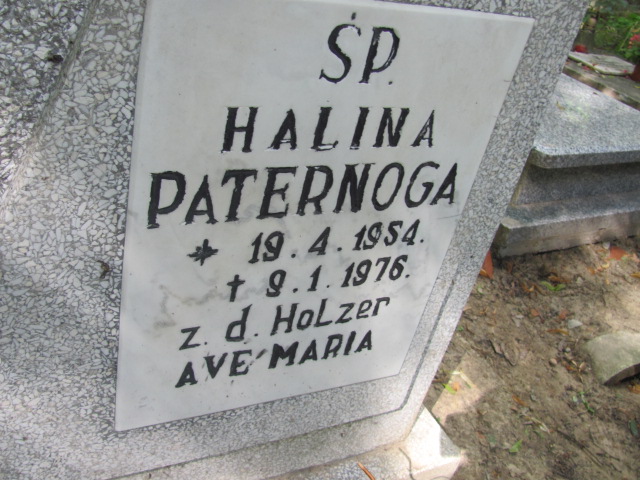 ŚP.
HALINA
PATERNOGA
* 19.4.1954.
† 9.1.1976.
z. d. HoLzer
AVE MARIA